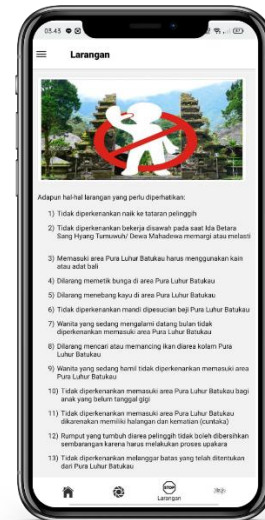 03.43
Larangan
Adapun hal-hal larangan yang perlu diperhatikan:
1) Tidak diperkenankan naik ke tataran pelinggih
2) Tidak diperkenankan bekerja disawah pada saat Ida Betara
Sang Hyang Tumuwuh/ Dewa Mahadewa memargi atau melasti
3) Memasuki area Pura Luhur Batukau harus menggunakan kain
atau adat bali
4) Dilarang memetik bunga di area Pura Luhur Batukau
5) Dilarang menebang kayu di area Pura Luhur Batukau
6) Tidak diperkenankan mandi dipesucian beji Pura Luhur Batukau
7) Wanita yang sedang mengalami datang bulan tidak
diperkenankan memasuki area Pura Luhur Batukau
8) Dilarang mencari atau memancing ikan diarea kolam Pura
Luhur Batukau
9) Wanita yang sedang hamil tidak diperkenankan memasuki area
Pura Luhur Batukau
10) Tidak diperkenankan memasuki area Pura Luhur Batukau bagi
anak yang belum tanggal gigi
11) Tidak diperkenankan memasuki area Pura Luhur Batukau
dikarenakan memiliki halangan dan kematian (cuntaka)
12) Rumput yang tumbuh diarea pelinggih tidak boleh dibersihkan
sembarangan karena harus melakukan proses upakara
13) Tidak diperkenankan melanggar batas yang telah ditentukan
dari Pura Luhur Batukau
STOP
Larangan